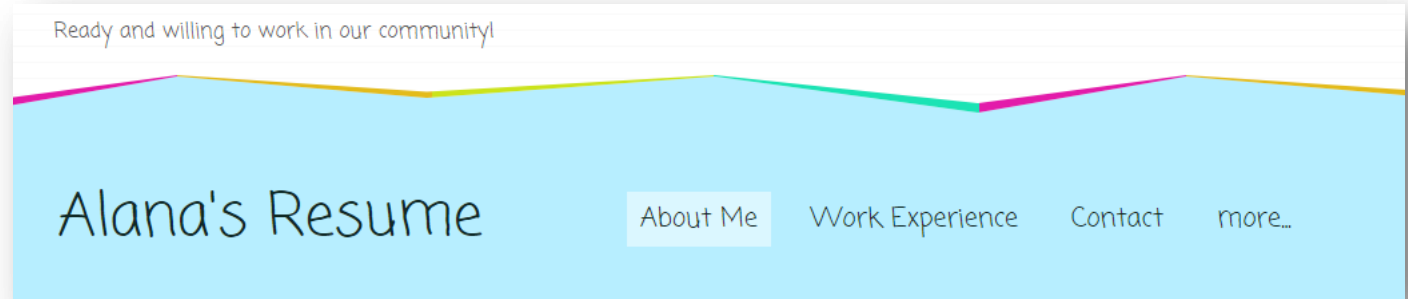 Ready and willing to work in our community!
Alana's Resume
About Me
Work Experience
Contact
more...